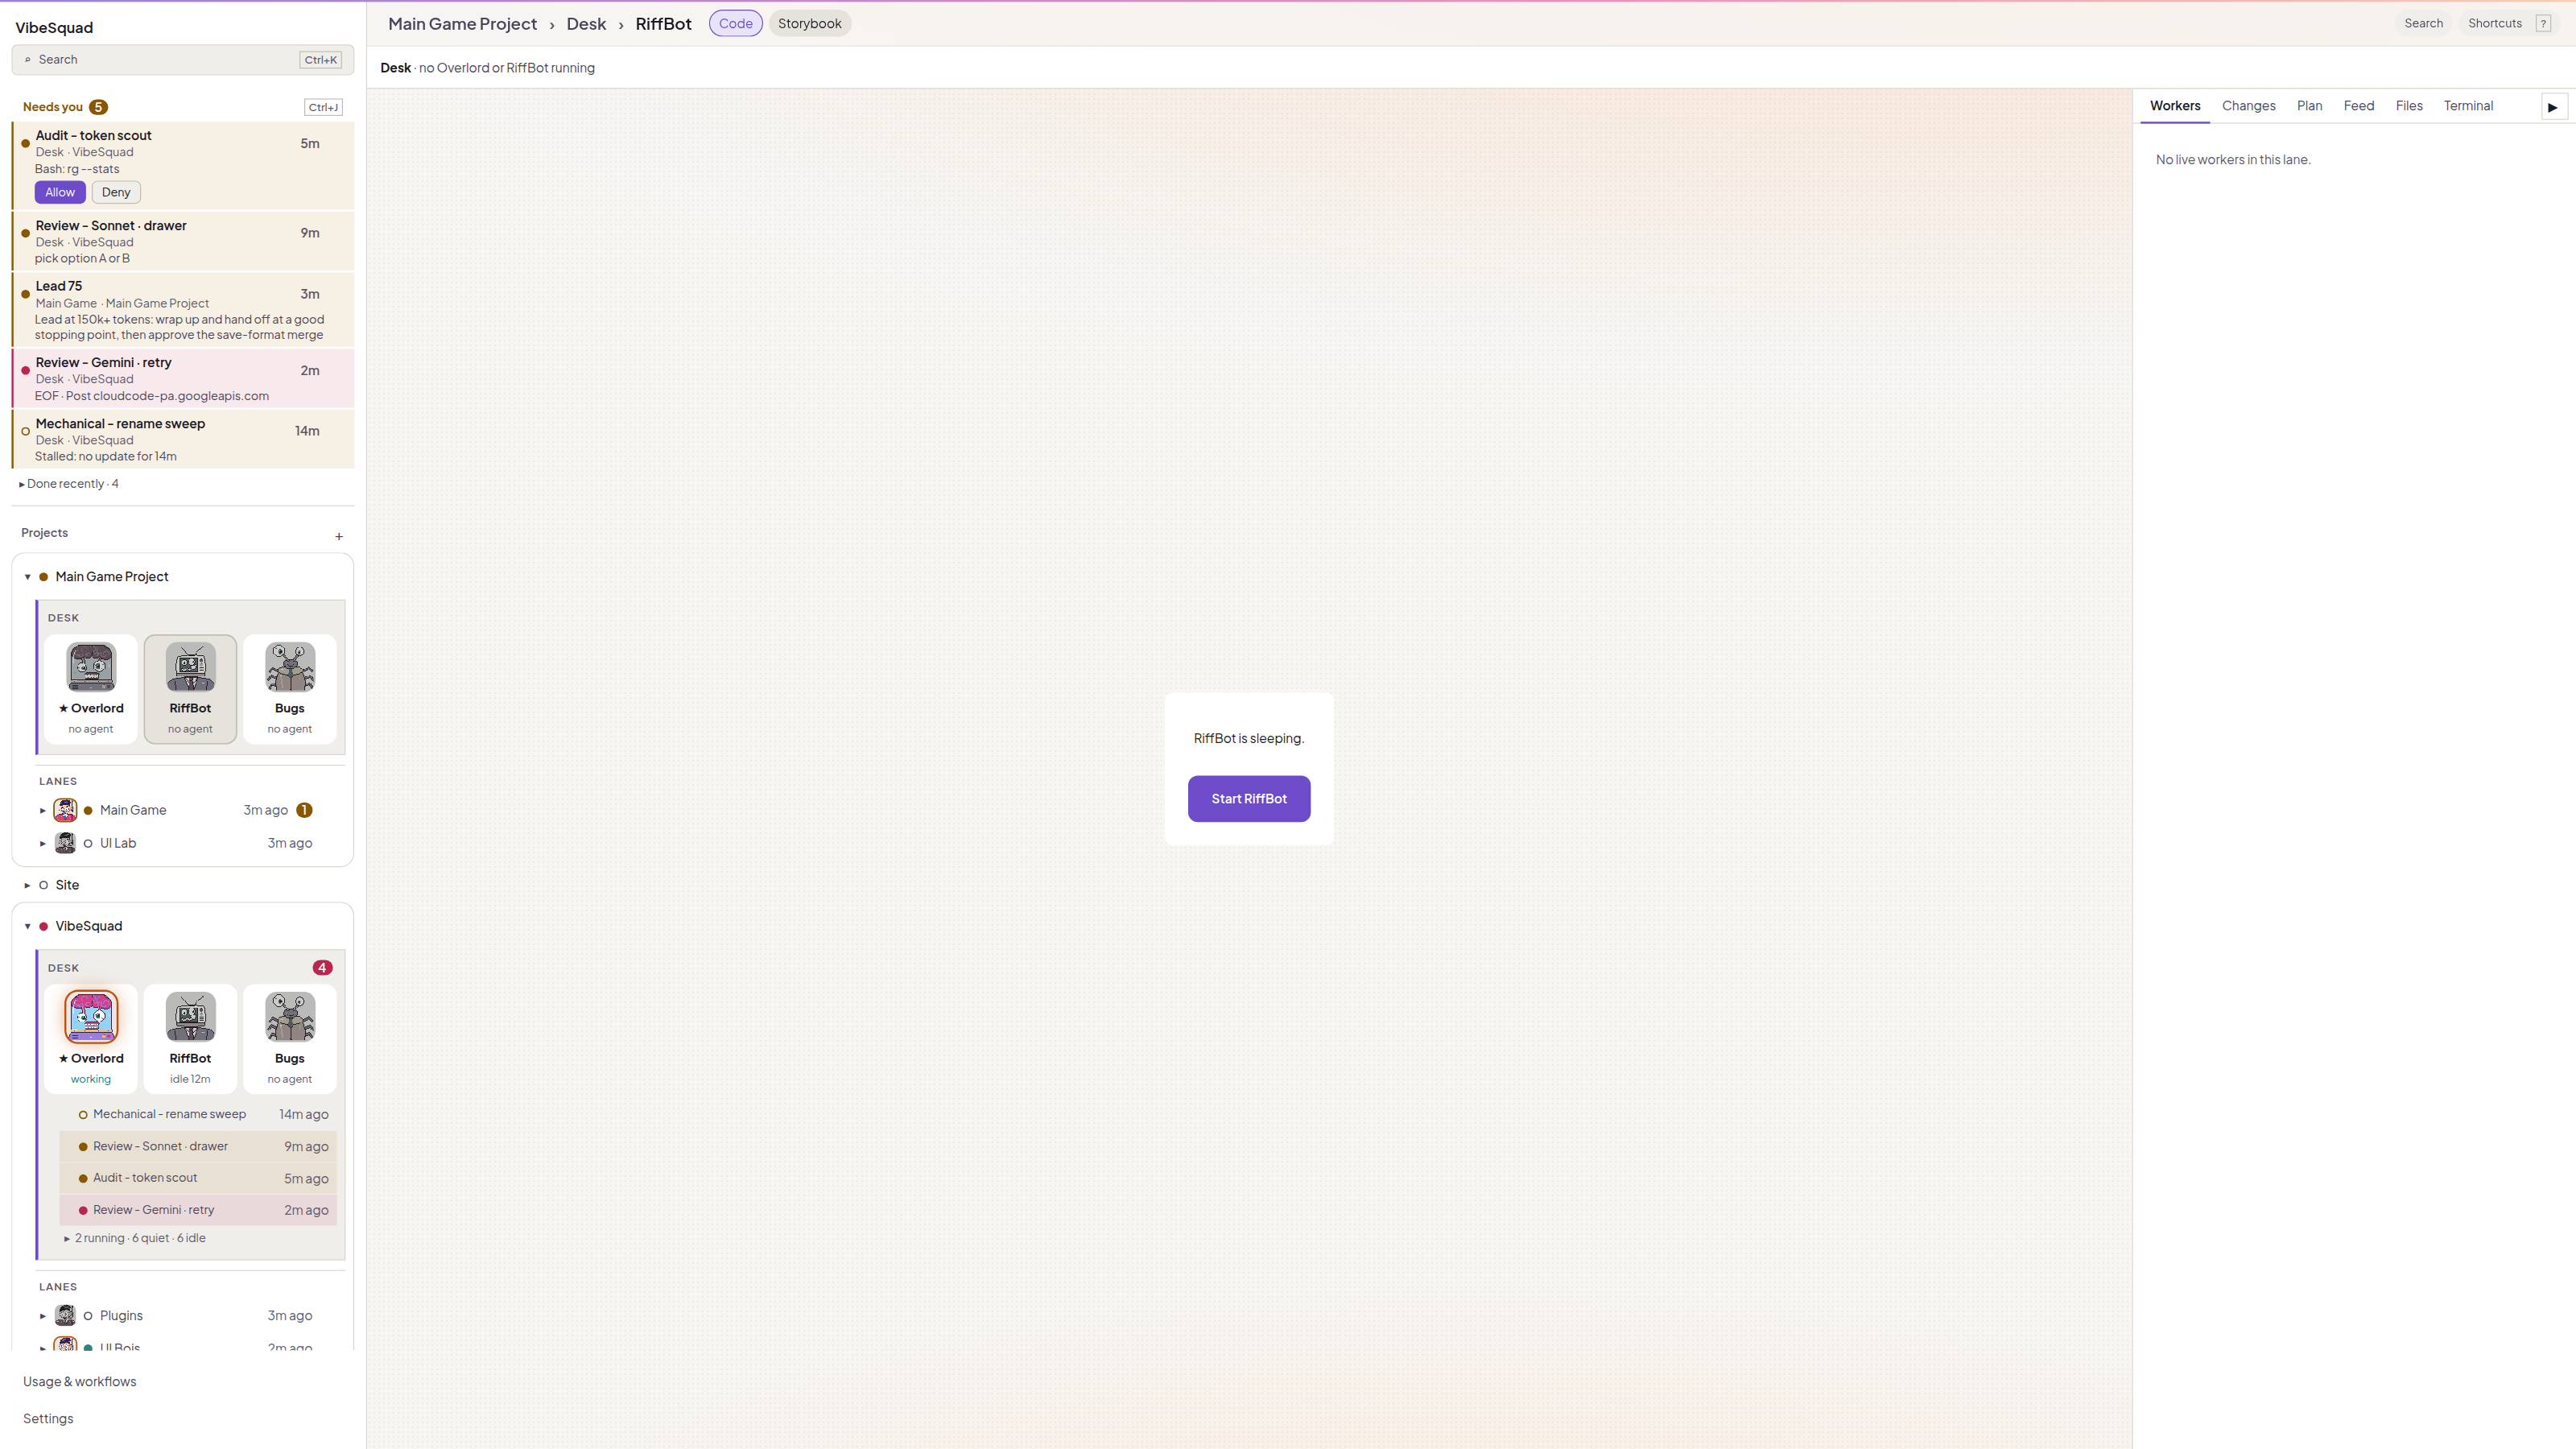 VibeSquad
Search Ctrl+K
Needs you 5 Ctrl+J
Audit - token scout 5m
Desk · VibeSquad
Bash: rg --stats
Allow Deny
Review - Sonnet · drawer 9m
Desk · VibeSquad
pick option A or B
Lead 75 3m
Main Game · Main Game Project
Lead at 150k+ tokens: wrap up and hand off at a good
stopping point, then approve the save-format merge
Review - Gemini · retry 2m
Desk · VibeSquad
EOF · Post cloudcode-pa.googleapis.com
Mechanical - rename sweep 14m
Desk · VibeSquad
Stalled: no update for 14m
▸ Done recently · 4
Projects +
▾ Main Game Project
DESK
★ Overlord RiffBot Bugs
no agent no agent no agent
LANES
▸ Main Game 3m ago 1
▸ UI Lab 3m ago
▸ Site
▾ VibeSquad
DESK 4
★ Overlord RiffBot Bugs
working idle 12m no agent
Mechanical - rename sweep 14m ago
Review - Sonnet · drawer 9m ago
Audit - token scout 5m ago
Review - Gemini · retry 2m ago
▸ 2 running · 6 quiet · 6 idle
LANES
▸ Plugins 3m ago
▸ UI Bois 2m ago
Usage & workflows
Settings
Main Game Project › Desk › RiffBot Code Storybook
Search Shortcuts ?
Desk · no Overlord or RiffBot running
RiffBot is sleeping.
Start RiffBot
Workers Changes Plan Feed Files Terminal ▶
No live workers in this lane.